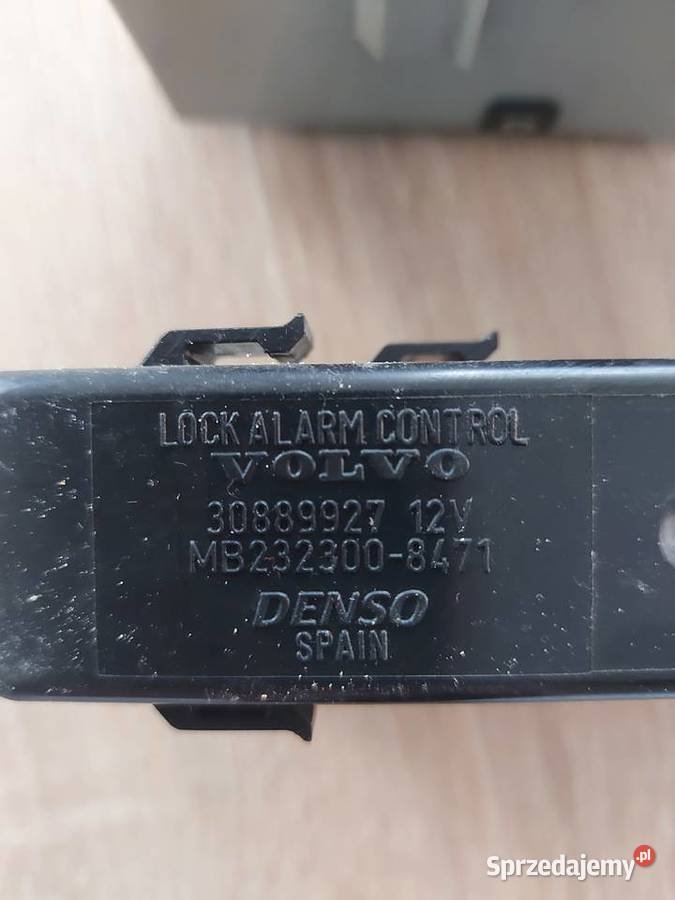 LOCK ALARM CONTROL
VOLVO
30889927 12V
MB232300-8471
DENSO
SPAIN
Sprzedajemy.pl